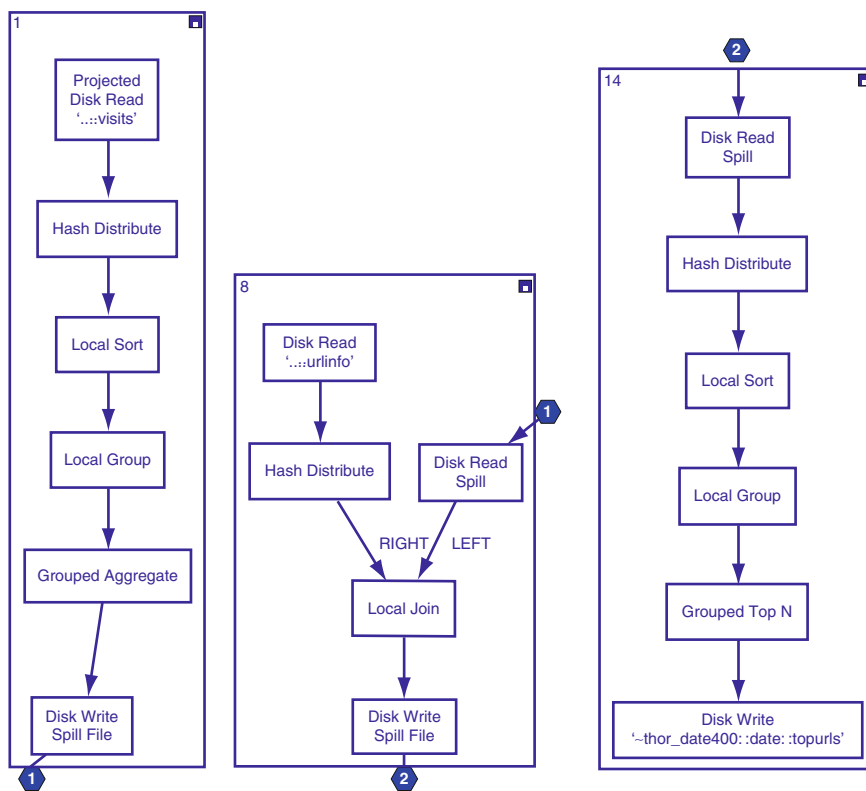 1
Projected
Disk Read
‘..::visits’
Hash Distribute
Local Sort
Local Group
Grouped Aggregate
Disk Write
Spill File
1
8
Disk Read
‘..::urlinfo’
1
Hash Distribute
Disk Read
Spill
RIGHT
LEFT
Local Join
Disk Write
Spill File
2
2
14
Disk Read
Spill
Hash Distribute
Local Sort
Local Group
Grouped Top N
Disk Write
‘~thor_date400: :date: :topurls’